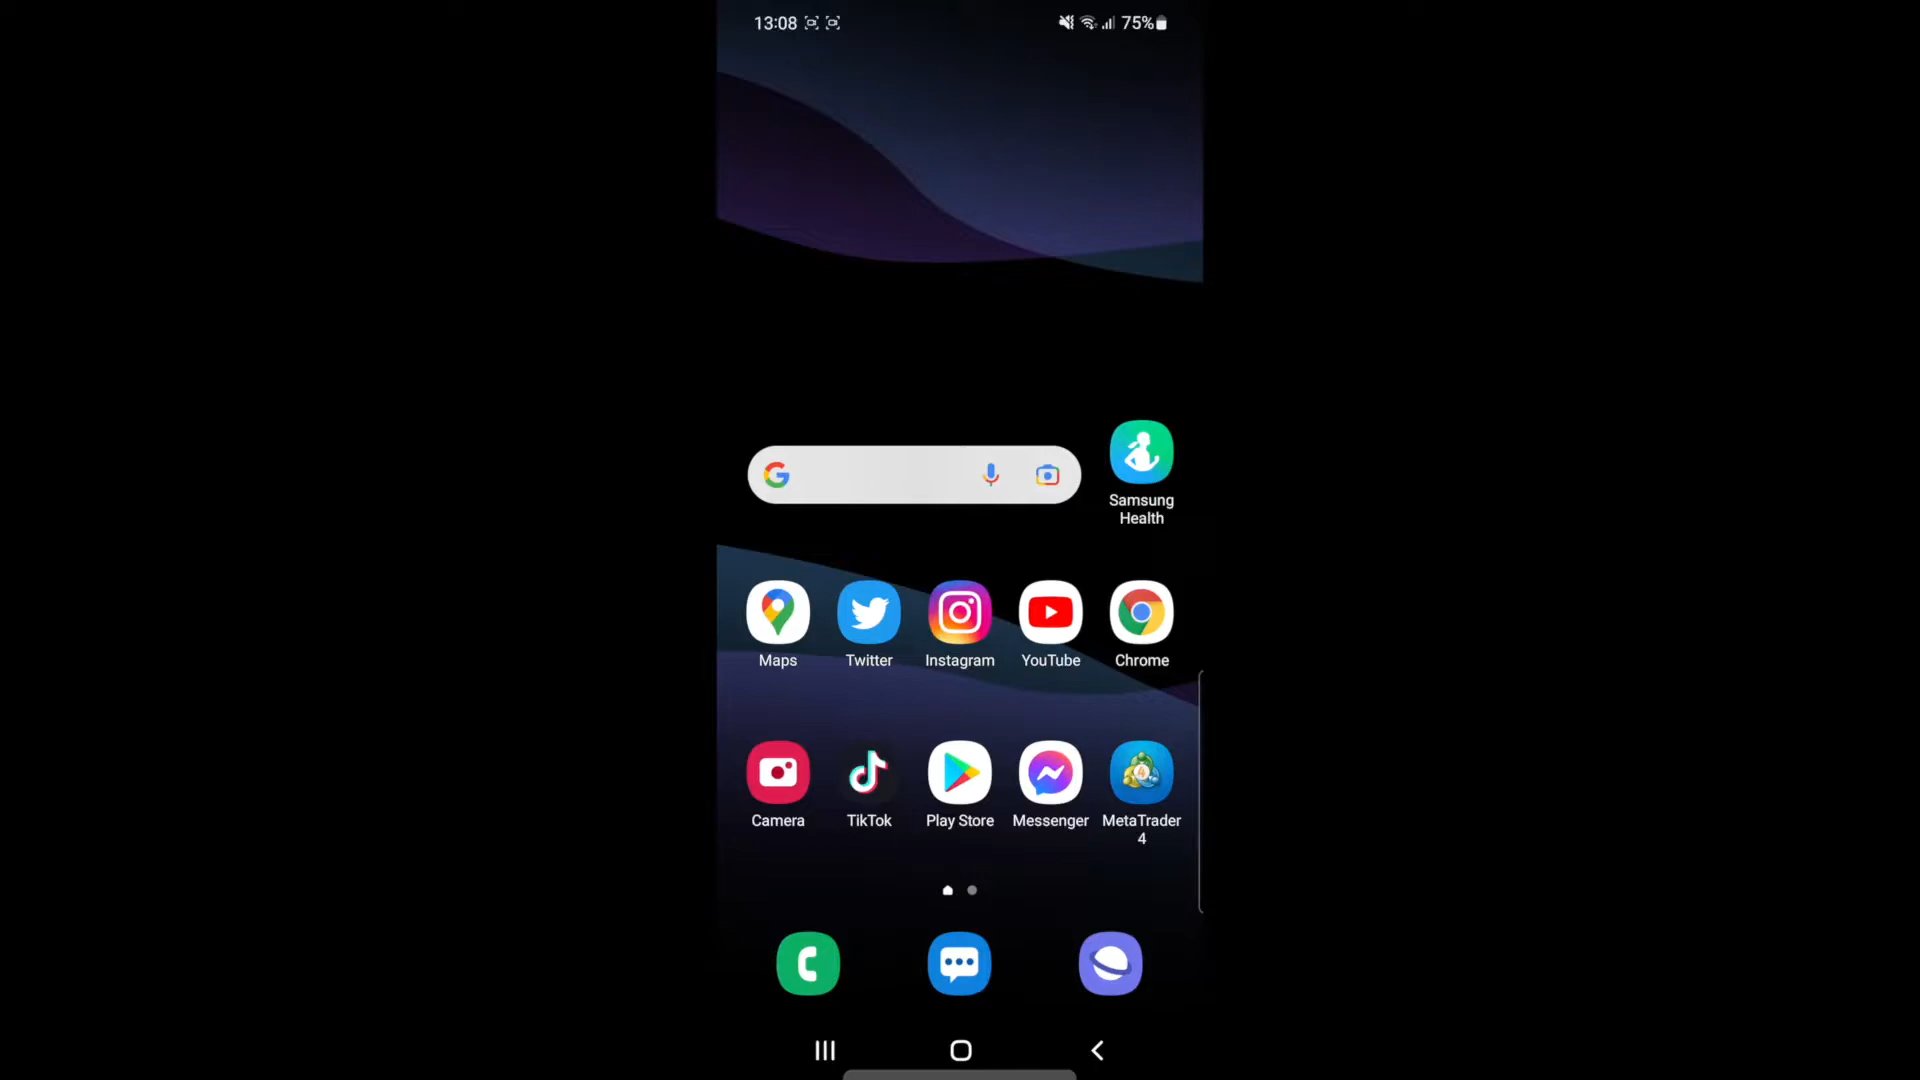 13:08 75%
Samsung
Health
Maps Twitter Instagram YouTube Chrome
Camera TikTok Play Store Messenger MetaTrader
4